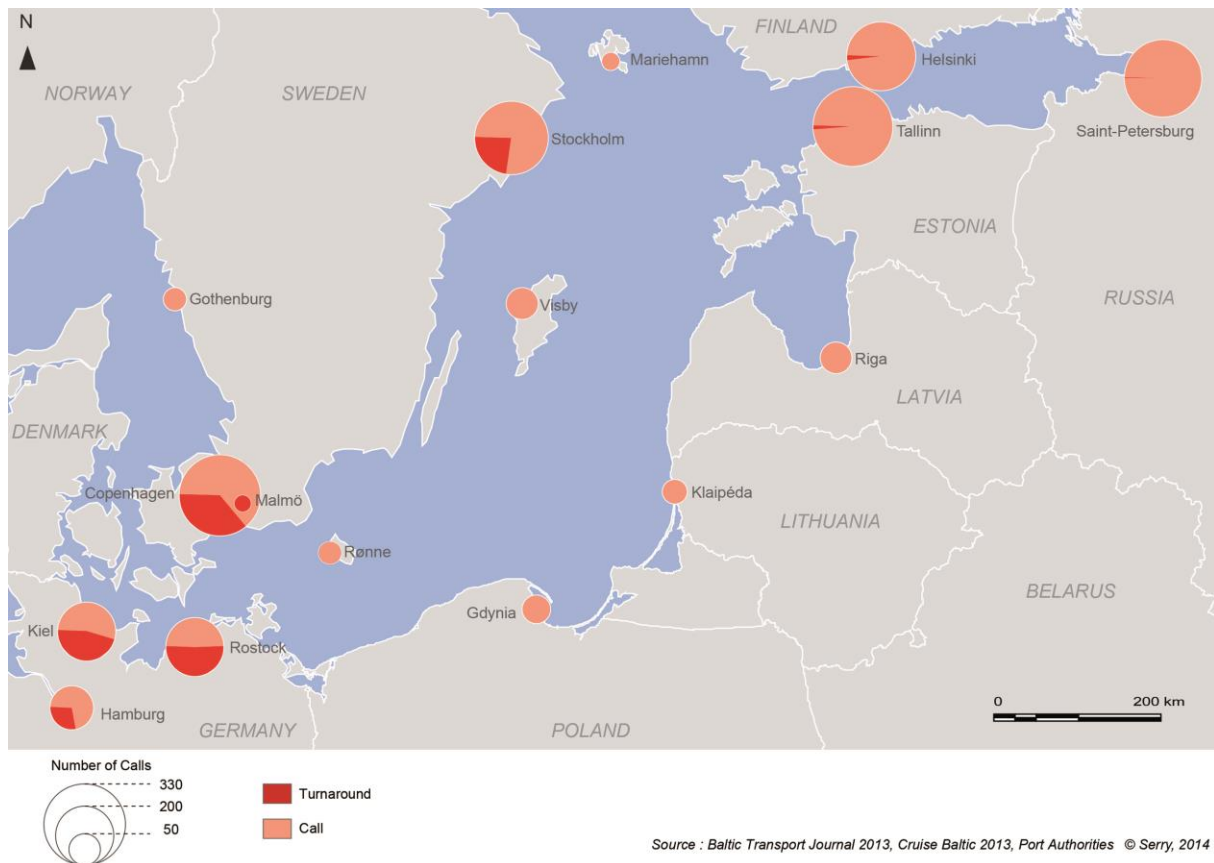 N
FINLAND
Mariehamn
Helsinki
NORWAY
SWEDEN
Stockholm
Tallinn
Saint-Petersburg
ESTONIA
Gothenburg
Visby
RUSSIA
Riga
LATVIA
DENMARK
Copenhagen
Malmö
Klaipéda
LITHUANIA
Rønne
BELARUS
Gdynia
Kiel
Rostock
Hamburg
GERMANY
POLAND
0 200 km
Number of Calls
330
200
50
Turnaround
Call
Source : Baltic Transport Journal 2013, Cruise Baltic 2013, Port Authorities © Serry, 2014